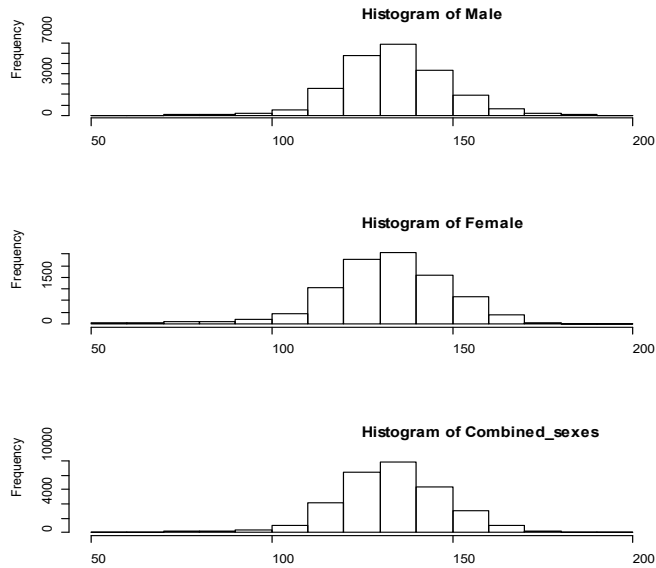 Histogram of Male
Frequency
0 3000 7000
50 100 150 200
Histogram of Female
Frequency
0 1500
50 100 150 200
Histogram of Combined_sexes
Frequency
0 4000 10000
50 100 150 200